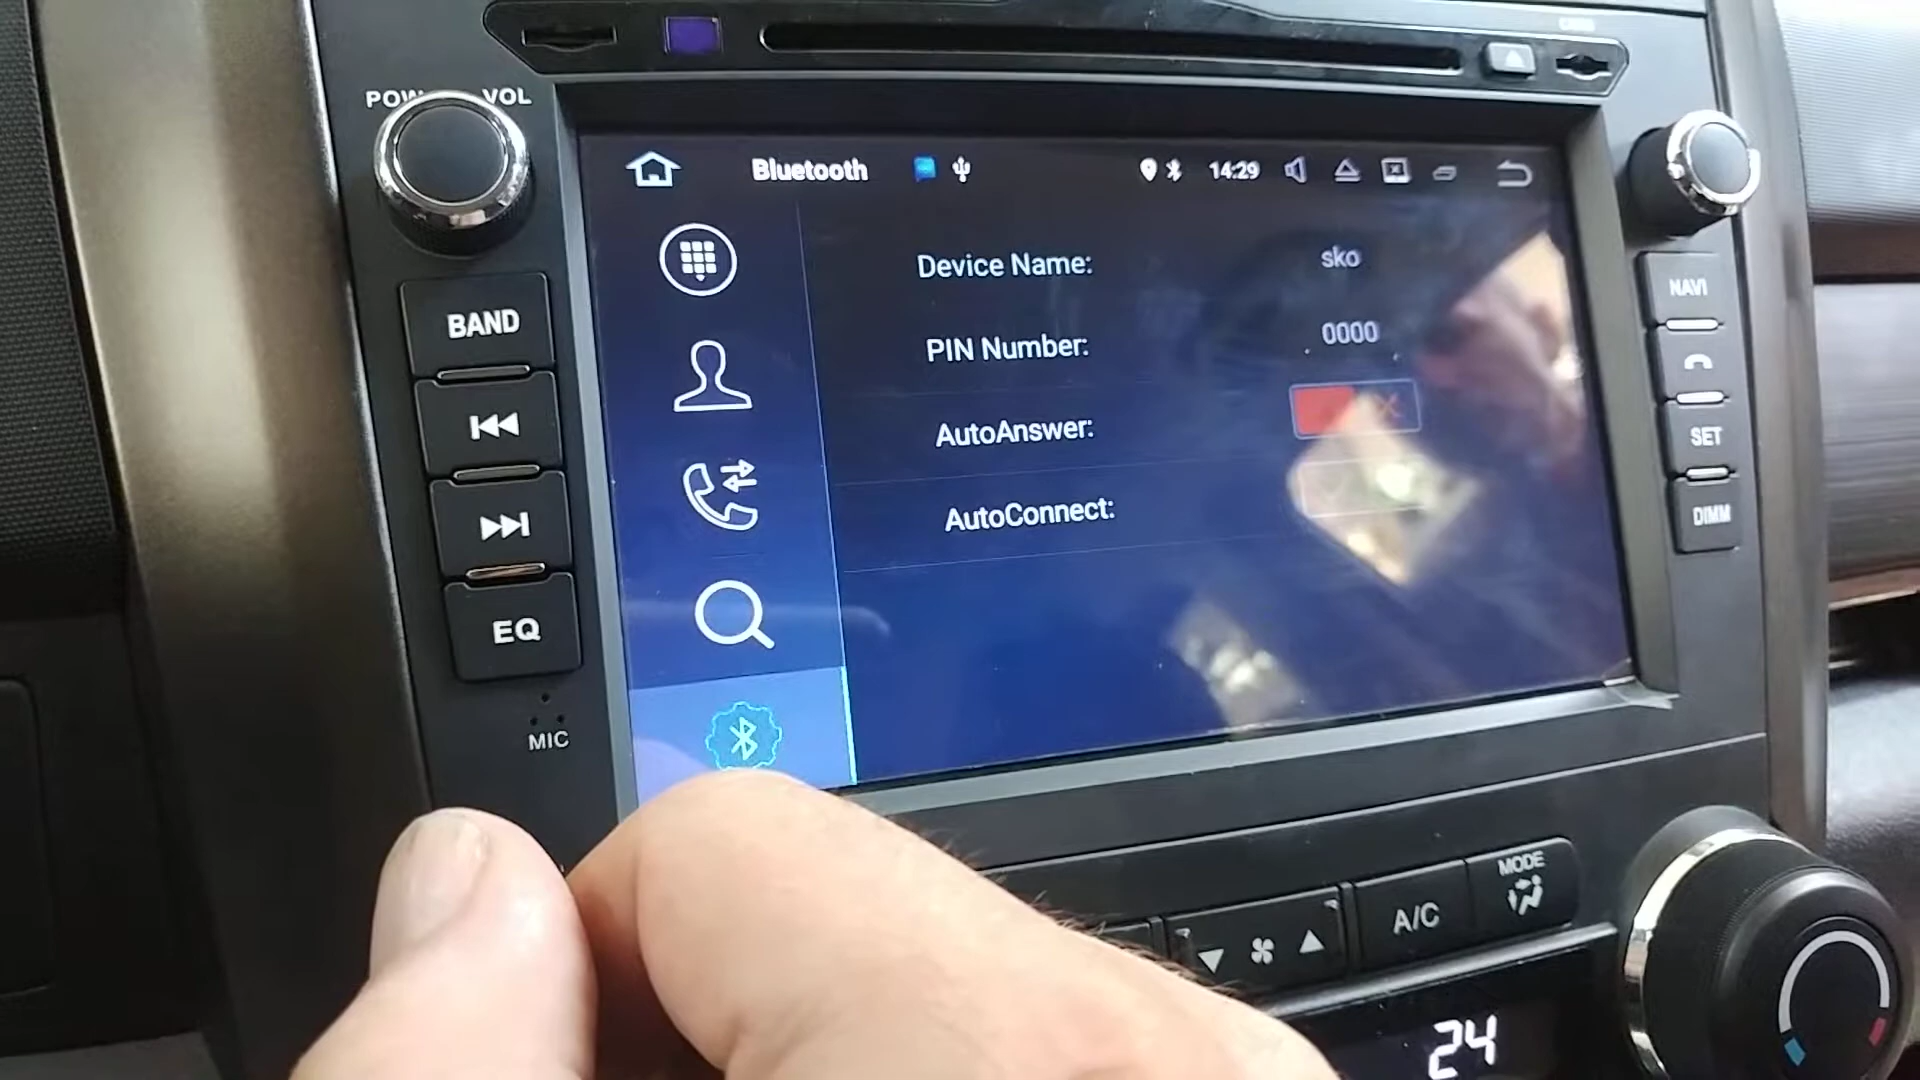 POW VOL
Bluetooth 14:29
Device Name: sko
PIN Number: 0000
AutoAnswer:
AutoConnect:
BAND
EQ
MIC
NAVI
SET
DIMM
A/C
MODE
24